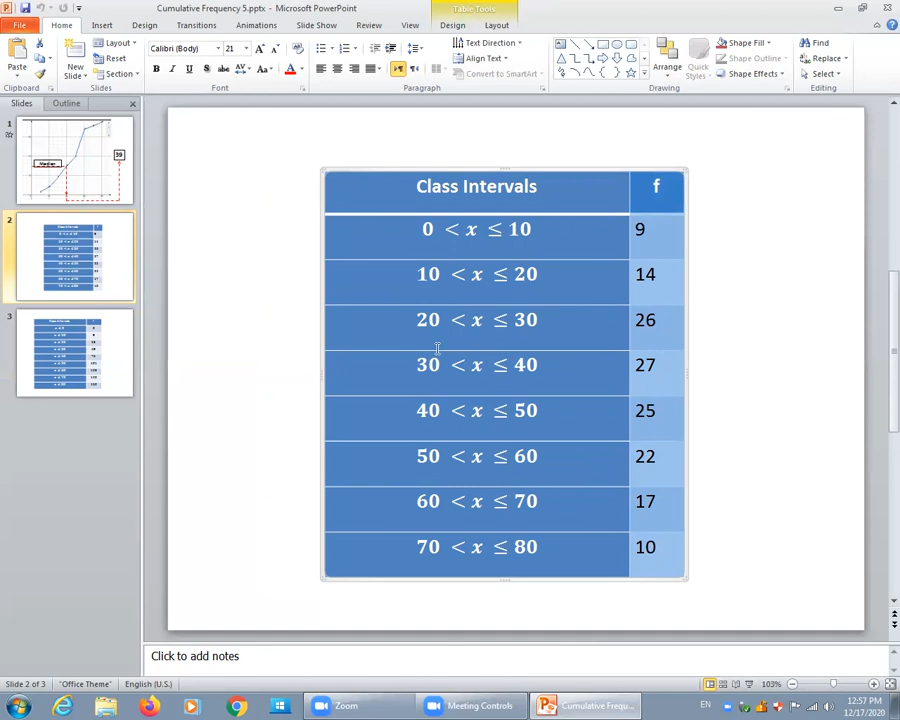 Cumulative Frequency 5.pptx - Microsoft PowerPoint
Table Tools
File Home Insert Design Transitions Animations Slide Show Review View Design Layout
Paste
Clipboard
New Slide
Layout
Reset
Section
Slides
Calibri (Body) 21
Font
Paragraph
Text Direction
Align Text
Convert to SmartArt
Arrange
Quick Styles
Shape Fill
Shape Outline
Shape Effects
Drawing
Find
Replace
Select
Editing
Slides Outline
1
Median
39
2
3
Class Intervals f
0 < x ≤ 10 9
10 < x ≤ 20 14
20 < x ≤ 30 26
30 < x ≤ 40 27
40 < x ≤ 50 25
50 < x ≤ 60 22
60 < x ≤ 70 17
70 < x ≤ 80 10
Click to add notes
Slide 2 of 3 "Office Theme" English (U.S.) 103%
Zoom Meeting Controls Cumulative Frequ... EN 12:57 PM
12/17/2020